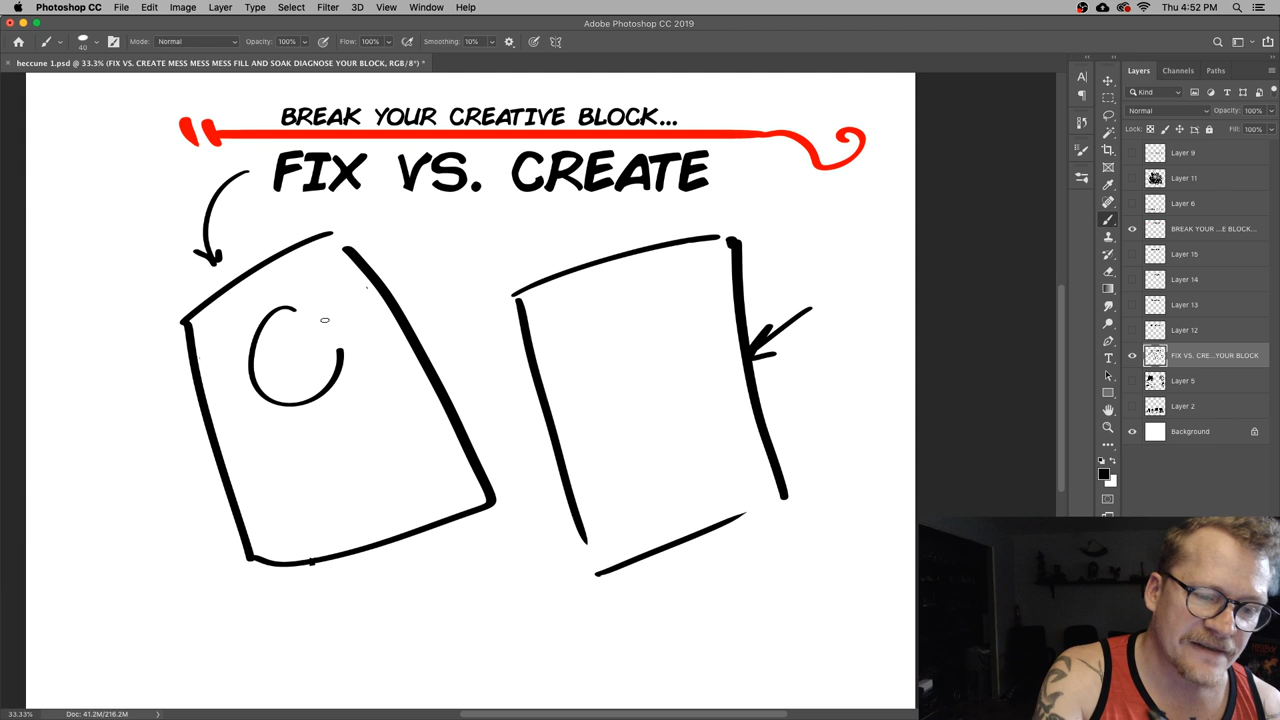 Photoshop CC File Edit Image Layer Type Select Filter 3D View Window Help Thu 4:52 PM
Adobe Photoshop CC 2019
40 Mode: Normal Opacity: 100% Flow: 100% Smoothing: 10%
× heccune 1.psd @ 33.3% (FIX VS. CREATE MESS MESS MESS FILL AND SOAK DIAGNOSE YOUR BLOCK, RGB/8*) *
BREAK YOUR CREATIVE BLOCK...
FIX VS. CREATE
Layers Channels Paths
Kind
Normal Opacity: 100%
Lock: Fill: 100%
Layer 9
Layer 11
Layer 6
BREAK YOUR ...E BLOCK...
Layer 15
Layer 14
Layer 13
Layer 12
FIX VS. CRE...YOUR BLOCK
Layer 5
Layer 2
Background
33.33% Doc: 41.2M/216.2M